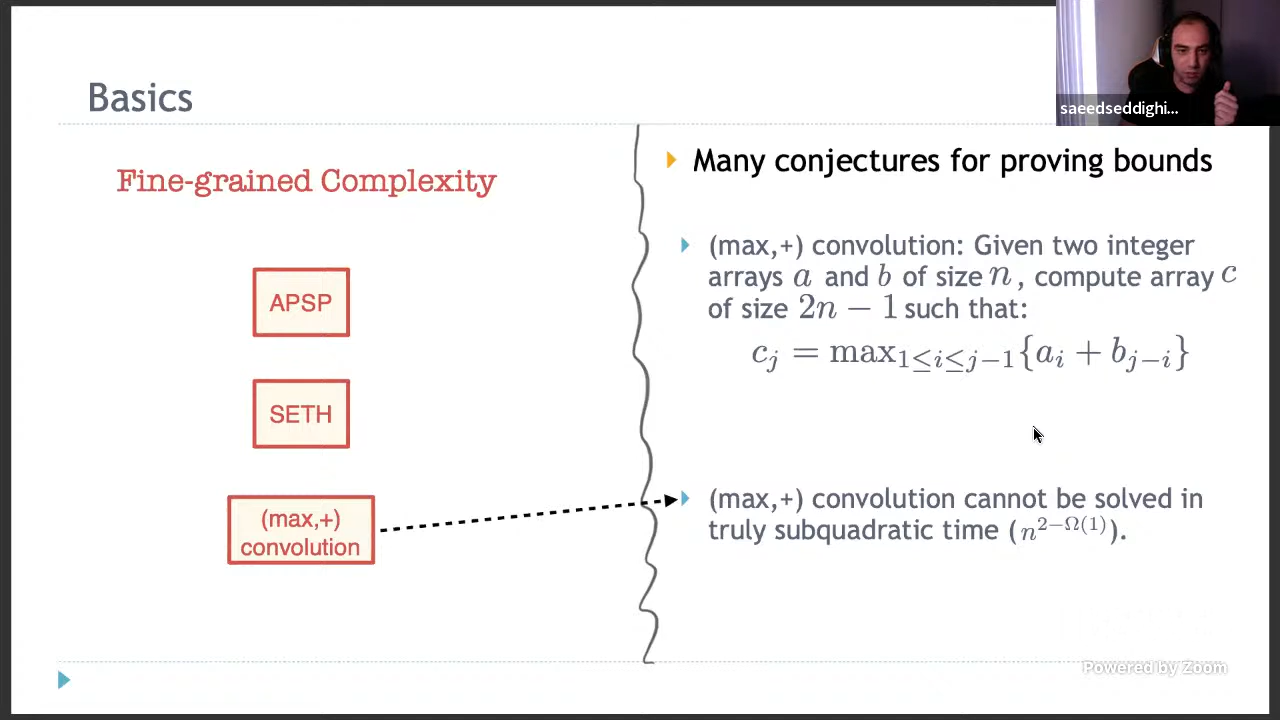 Basics
saeedseddighi...
Fine-grained Complexity
APSP
SETH
(max,+)
convolution
Many conjectures for proving bounds
(max,+) convolution: Given two integer
arrays a and b of size n, compute array c
of size 2n − 1 such that:
c_j = max_{1≤i≤j−1}{a_i + b_{j−i}}
(max,+) convolution cannot be solved in
truly subquadratic time (n^{2−Ω(1)}).
Powered by Zoom